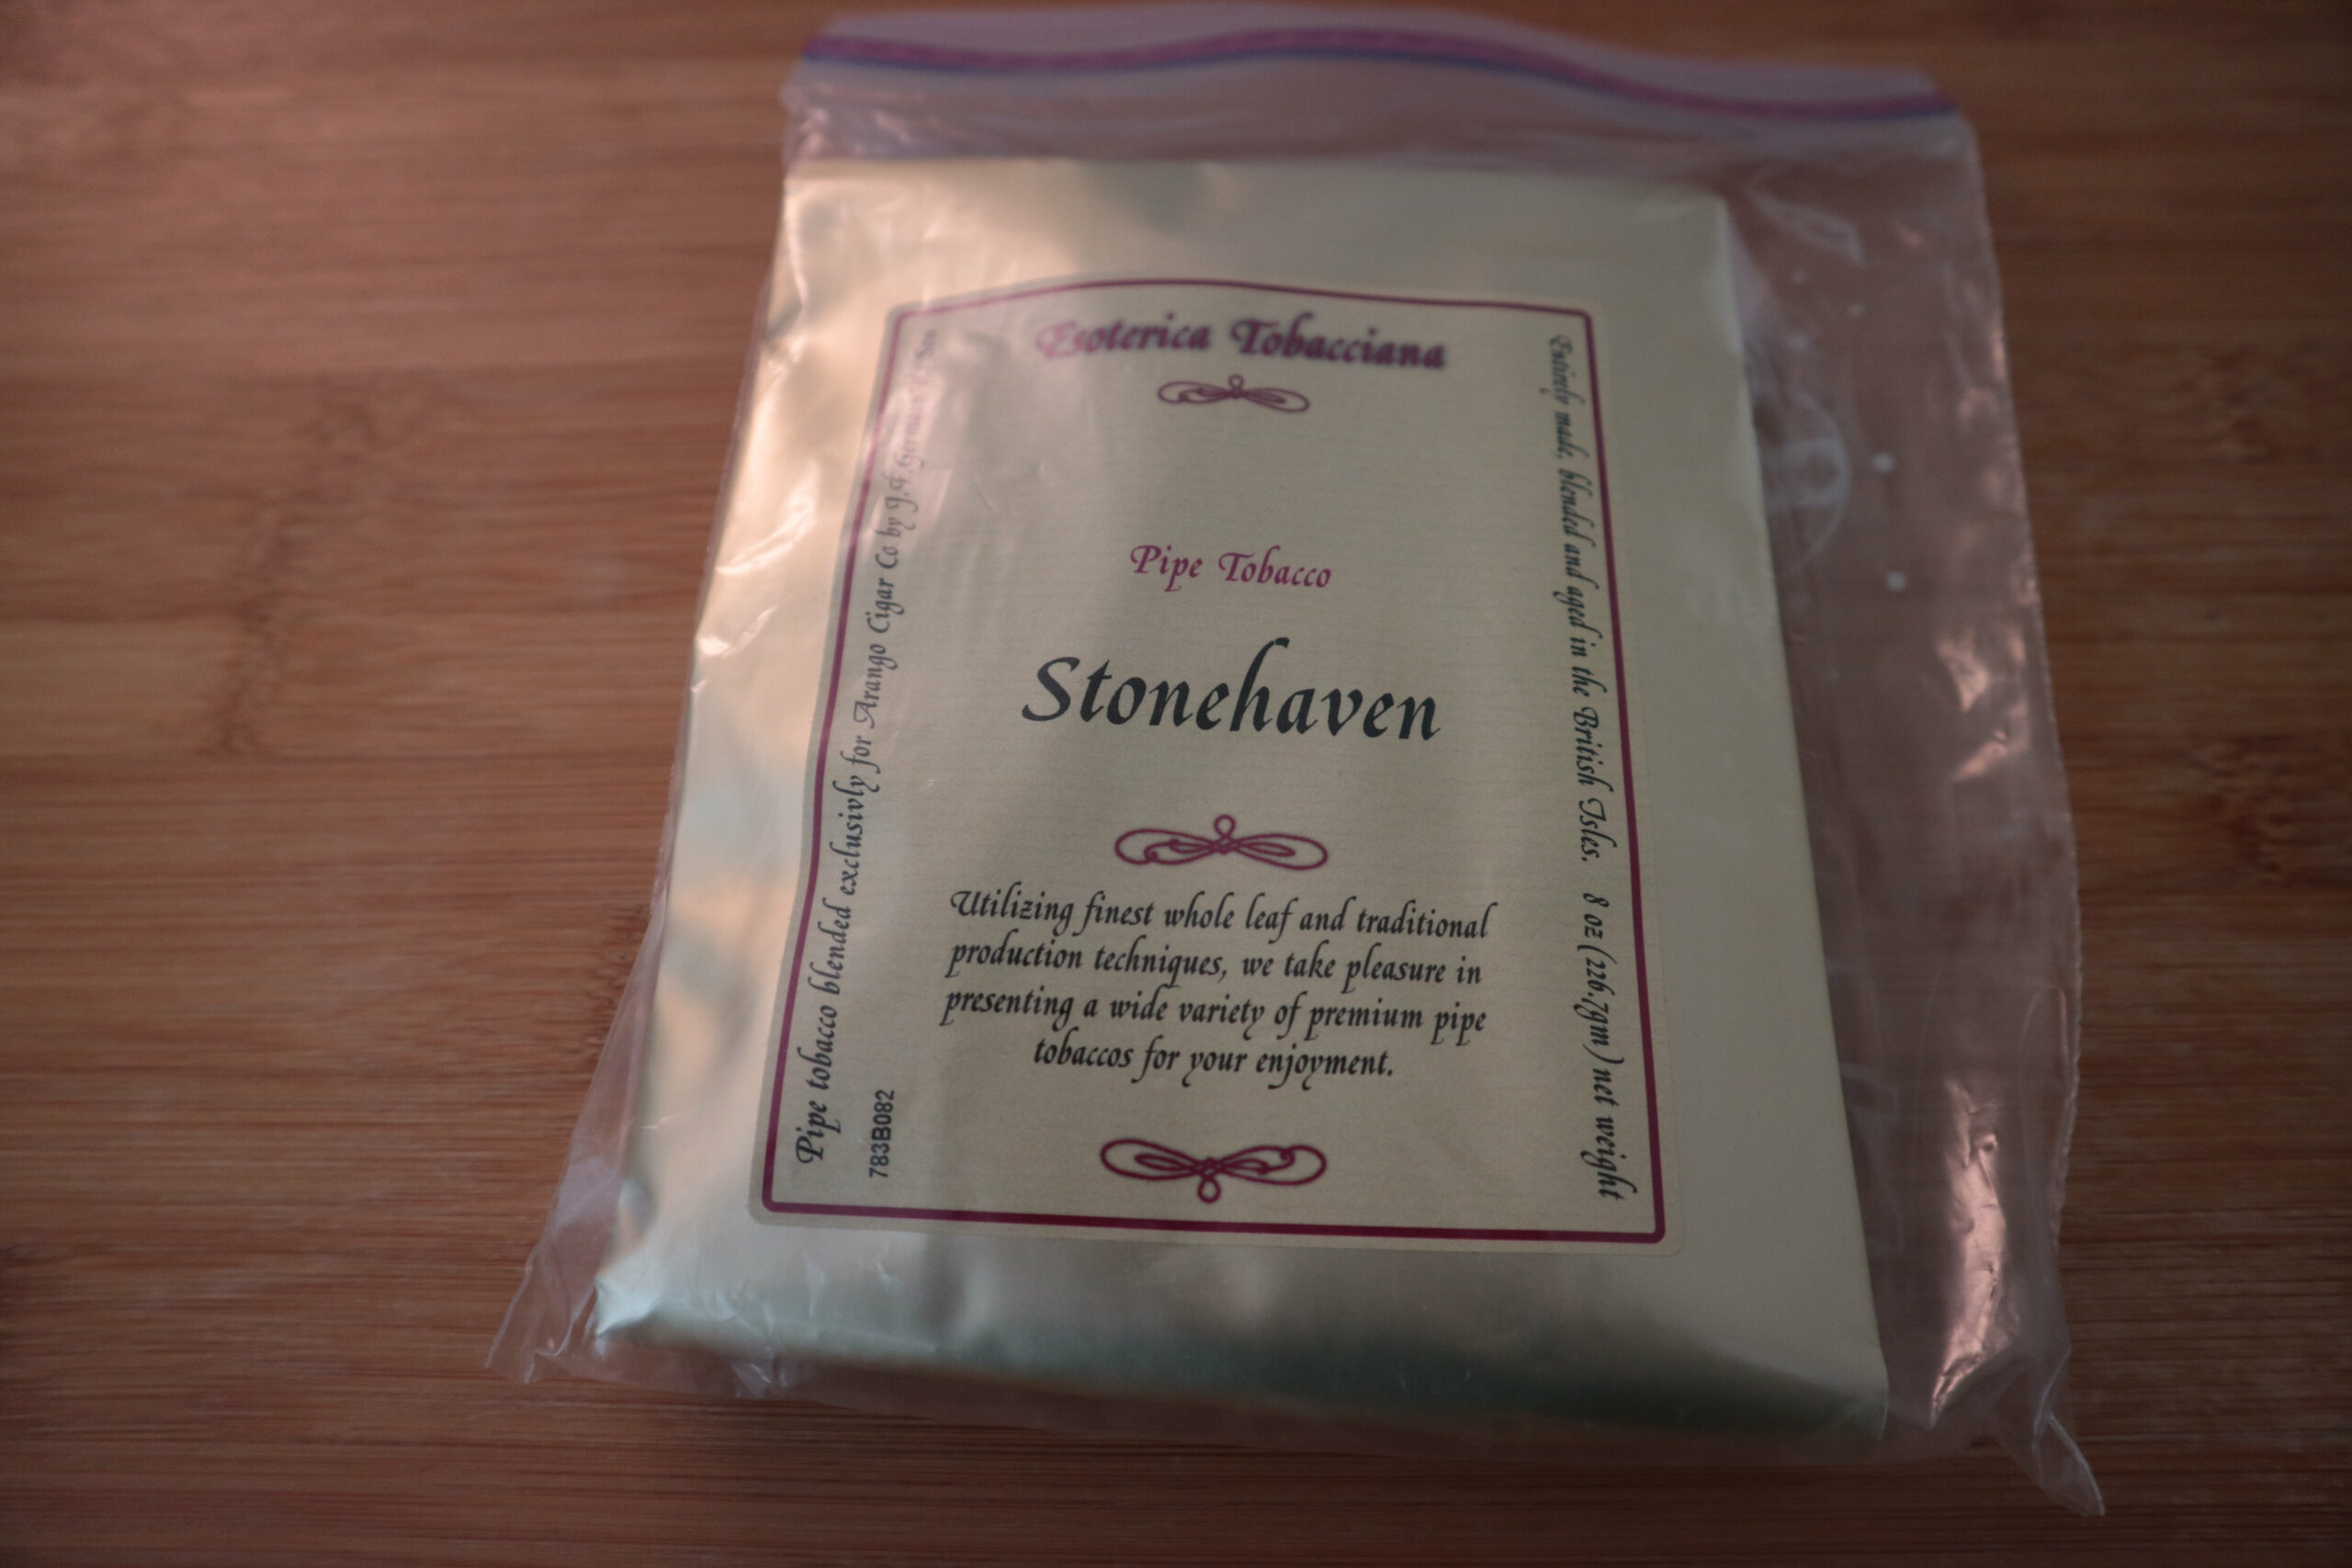 Esoterica Tobacciana
Pipe Tobacco
Stonehaven
Utilizing finest whole leaf and traditional
production techniques, we take pleasure in
presenting a wide variety of premium pipe
tobaccos for your enjoyment.
Pipe tobacco blended exclusivly for Arango Cigar Co by J.F. Germain & Son
783B082
Entirely made, blended and aged in the British Isles. 8 oz (226.7gm) net weight